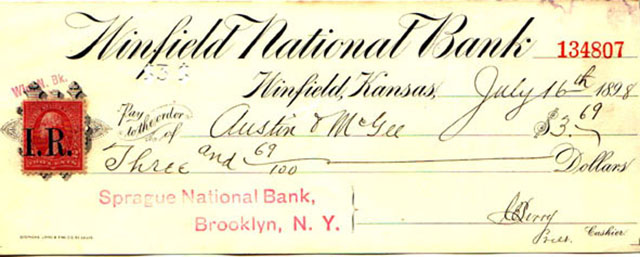 Winfield National Bank 134807
Winfield, Kansas, July 16th 1898
Pay to the order of Austin & McGee $3.69
Three and 69/100 Dollars
I.R.
Sprague National Bank,
Brooklyn, N. Y.
Cashier